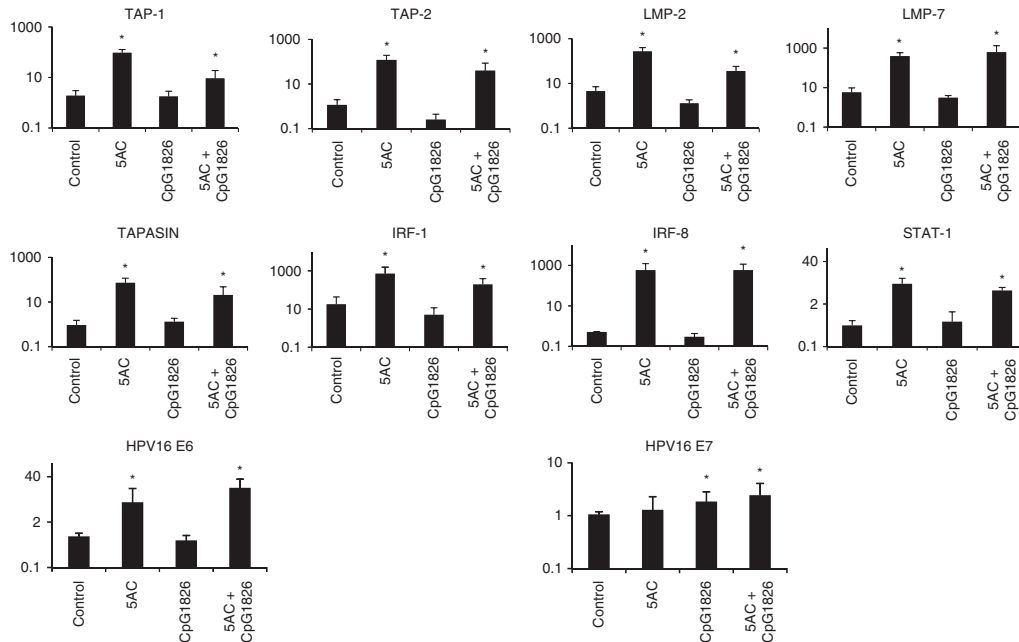 TAP-1
1000
10
0.1
*
*
Control
5AC
CpG1826
5AC +
CpG1826
TAP-2
1000
10
0.1
*
*
Control
5AC
CpG1826
5AC +
CpG1826
LMP-2
1000
10
0.1
*
*
Control
5AC
CpG1826
5AC +
CpG1826
LMP-7
1000
10
0.1
*
*
Control
5AC
CpG1826
5AC +
CpG1826
TAPASIN
1000
10
0.1
*
*
Control
5AC
CpG1826
5AC +
CpG1826
IRF-1
1000
10
0.1
*
*
Control
5AC
CpG1826
5AC +
CpG1826
IRF-8
1000
10
0.1
*
*
Control
5AC
CpG1826
5AC +
CpG1826
STAT-1
40
2
0.1
*
*
Control
5AC
CpG1826
5AC +
CpG1826
HPV16 E6
40
2
0.1
*
*
Control
5AC
CpG1826
5AC +
CpG1826
HPV16 E7
10
1
0.1
*
*
Control
5AC
CpG1826
5AC +
CpG1826